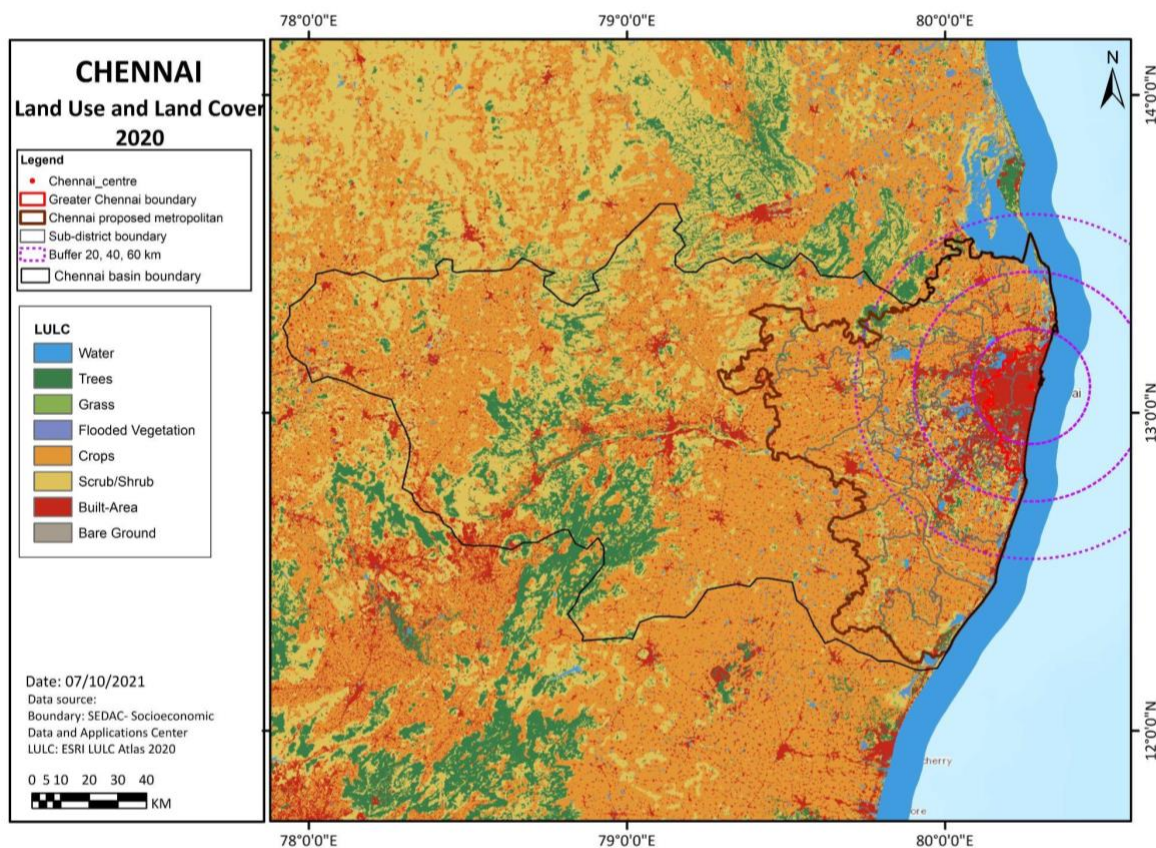 CHENNAI
Land Use and Land Cover
2020
Legend
Chennai_centre
Greater Chennai boundary
Chennai proposed metropolitan
Sub-district boundary
Buffer 20, 40, 60 km
Chennai basin boundary
LULC
Water
Trees
Grass
Flooded Vegetation
Crops
Scrub/Shrub
Built-Area
Bare Ground
Date: 07/10/2021
Data source:
Boundary: SEDAC- Socioeconomic
Data and Applications Center
LULC: ESRI LULC Atlas 2020
0 5 10 20 30 40
KM
78°0'0"E 79°0'0"E 80°0'0"E
N
14°0'0"N
13°0'0"N
12°0'0"N
ai
cherry
ore
78°0'0"E 79°0'0"E 80°0'0"E